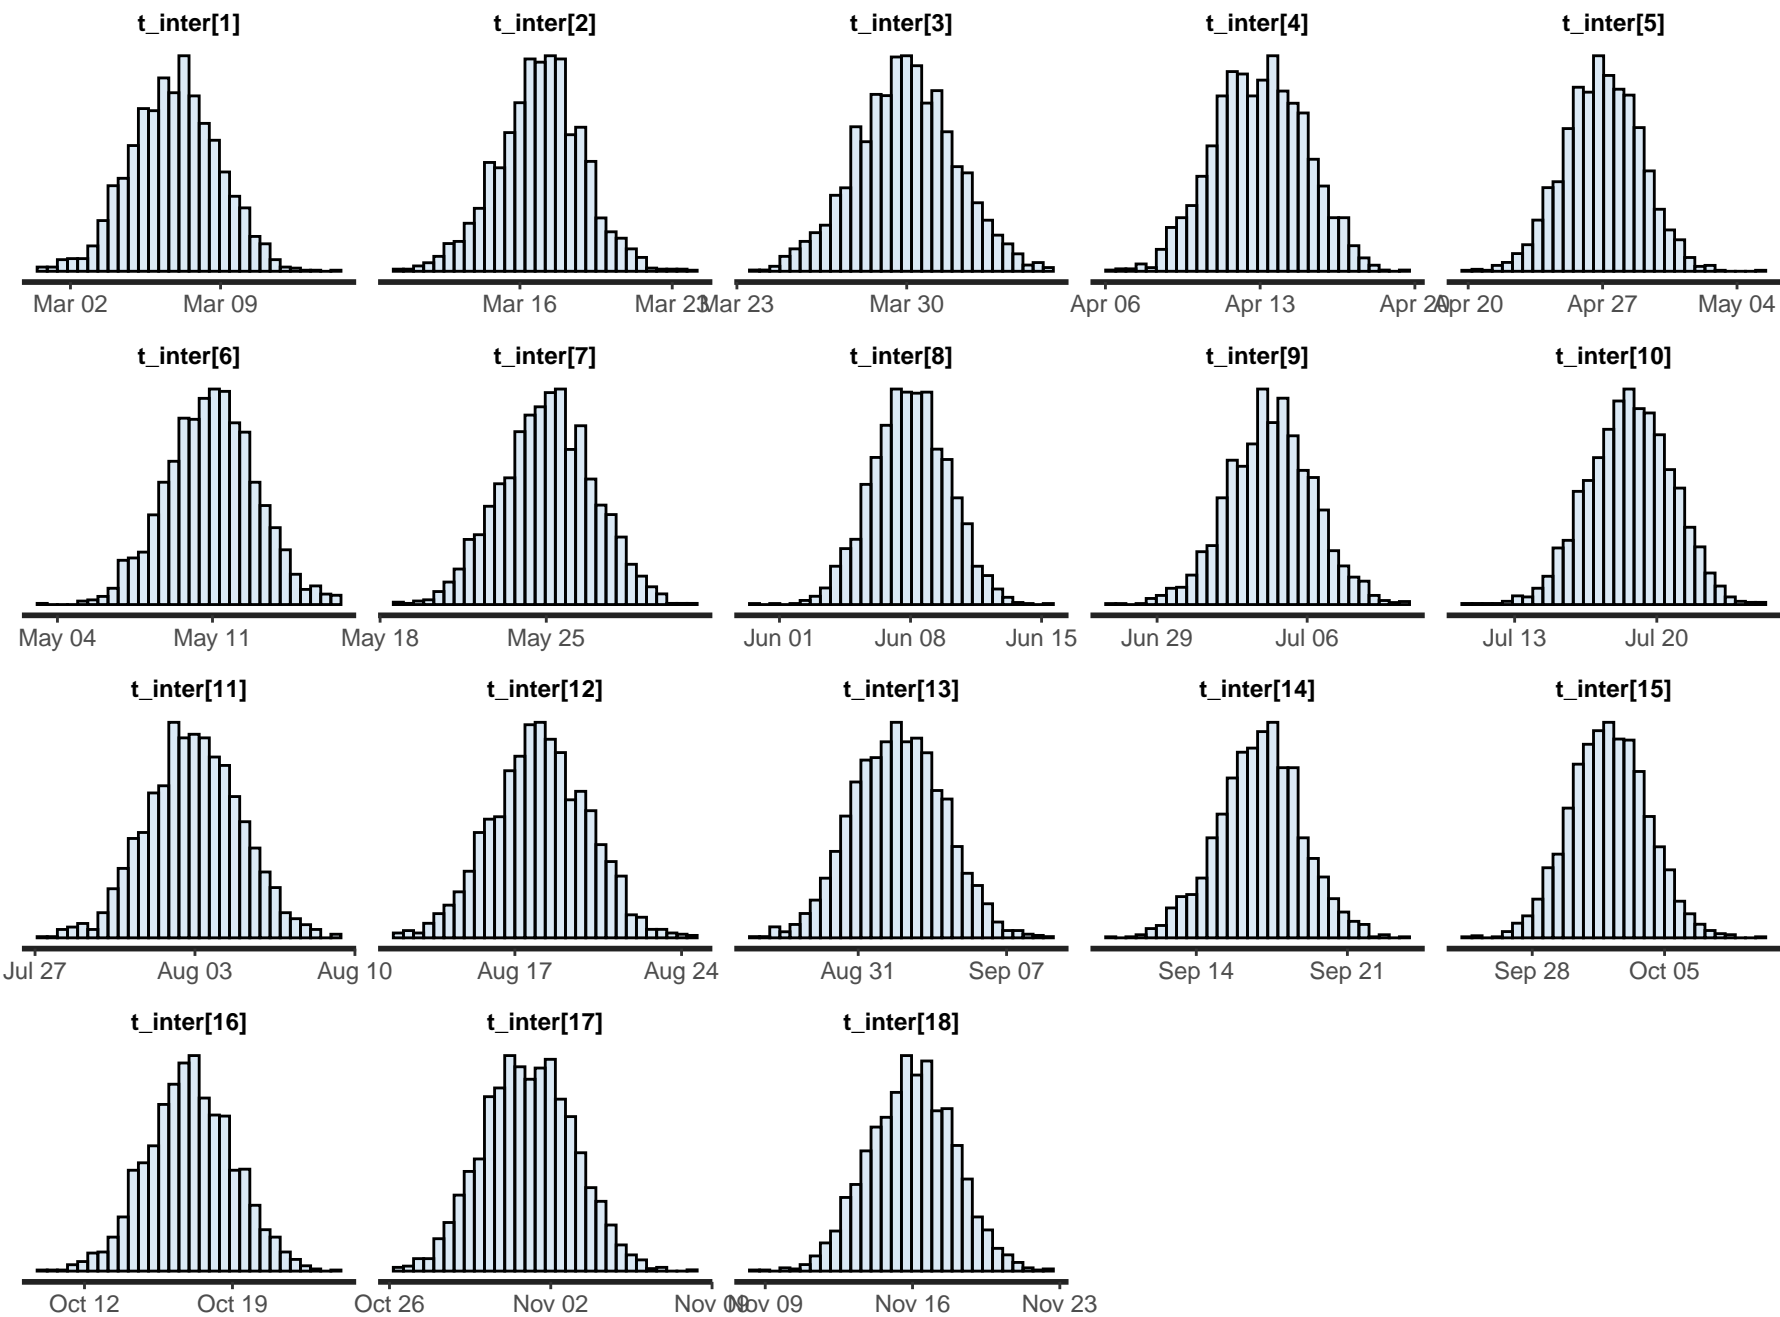 t_inter[1] t_inter[2] t_inter[3] t_inter[4] t_inter[5]
Mar 02 Mar 09 Mar 16 Mar 23 Mar 23 Mar 30 Apr 06 Apr 13 Apr 20 Apr 20 Apr 27 May 04
t_inter[6] t_inter[7] t_inter[8] t_inter[9] t_inter[10]
May 04 May 11 May 18 May 25 Jun 01 Jun 08 Jun 15 Jun 29 Jul 06 Jul 13 Jul 20
t_inter[11] t_inter[12] t_inter[13] t_inter[14] t_inter[15]
Jul 27 Aug 03 Aug 10 Aug 17 Aug 24 Aug 31 Sep 07 Sep 14 Sep 21 Sep 28 Oct 05
t_inter[16] t_inter[17] t_inter[18]
Oct 12 Oct 19 Oct 26 Nov 02 Nov 09 Nov 09 Nov 16 Nov 23